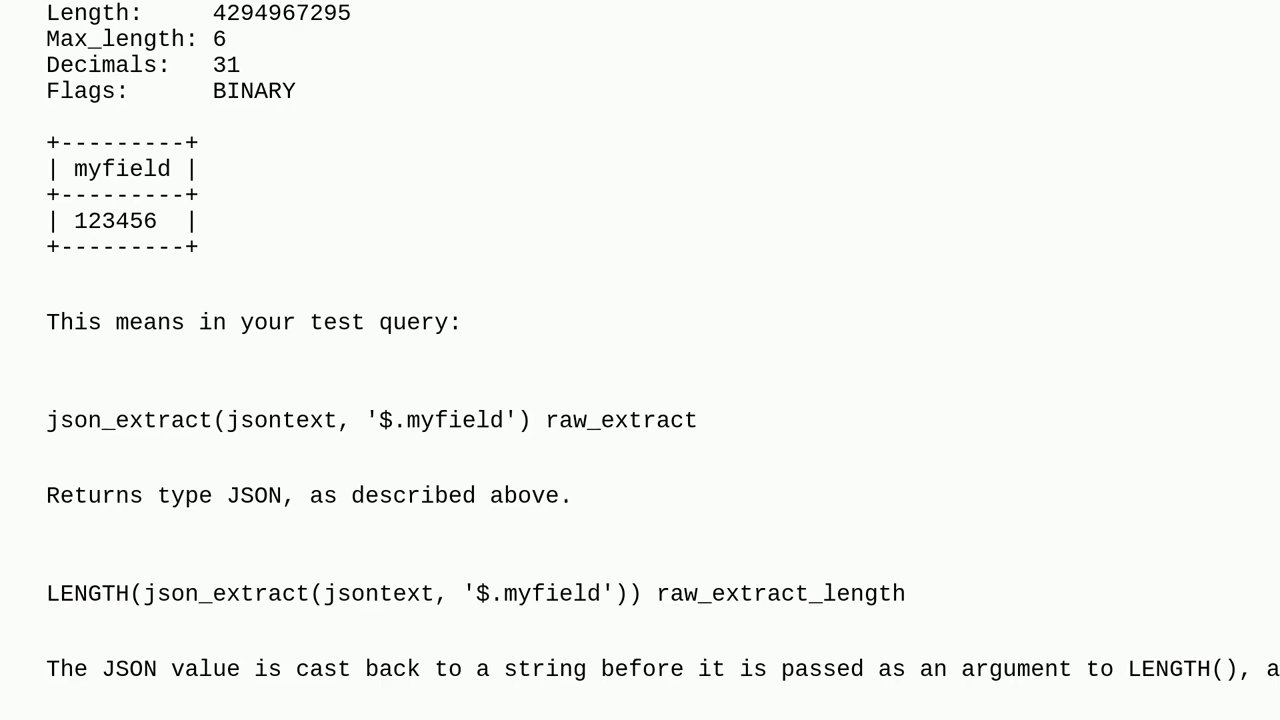 Length:     4294967295
Max_length: 6
Decimals:   31
Flags:      BINARY
+---------+
| myfield |
+---------+
| 123456  |
+---------+
This means in your test query:
json_extract(jsontext, '$.myfield') raw_extract
Returns type JSON, as described above.
LENGTH(json_extract(jsontext, '$.myfield')) raw_extract_length
The JSON value is cast back to a string before it is passed as an argument to LENGTH(), a